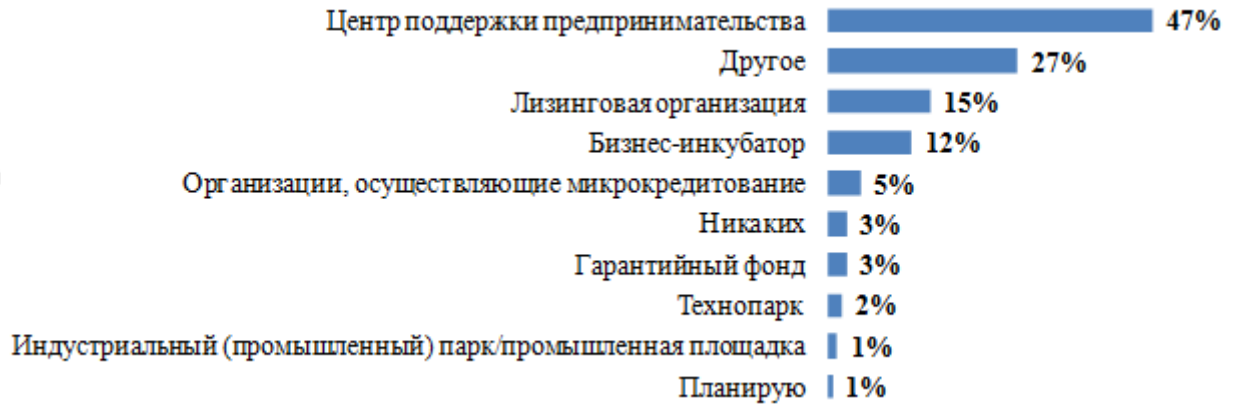 Центр поддержки предпринимательства 47%
Другое 27%
Лизинговая организация 15%
Бизнес-инкубатор 12%
Организации, осуществляющие микрокредитование 5%
Никаких 3%
Гарантийный фонд 3%
Технопарк 2%
Индустриальный (промышленный) парк/промышленная площадка 1%
Планирую 1%